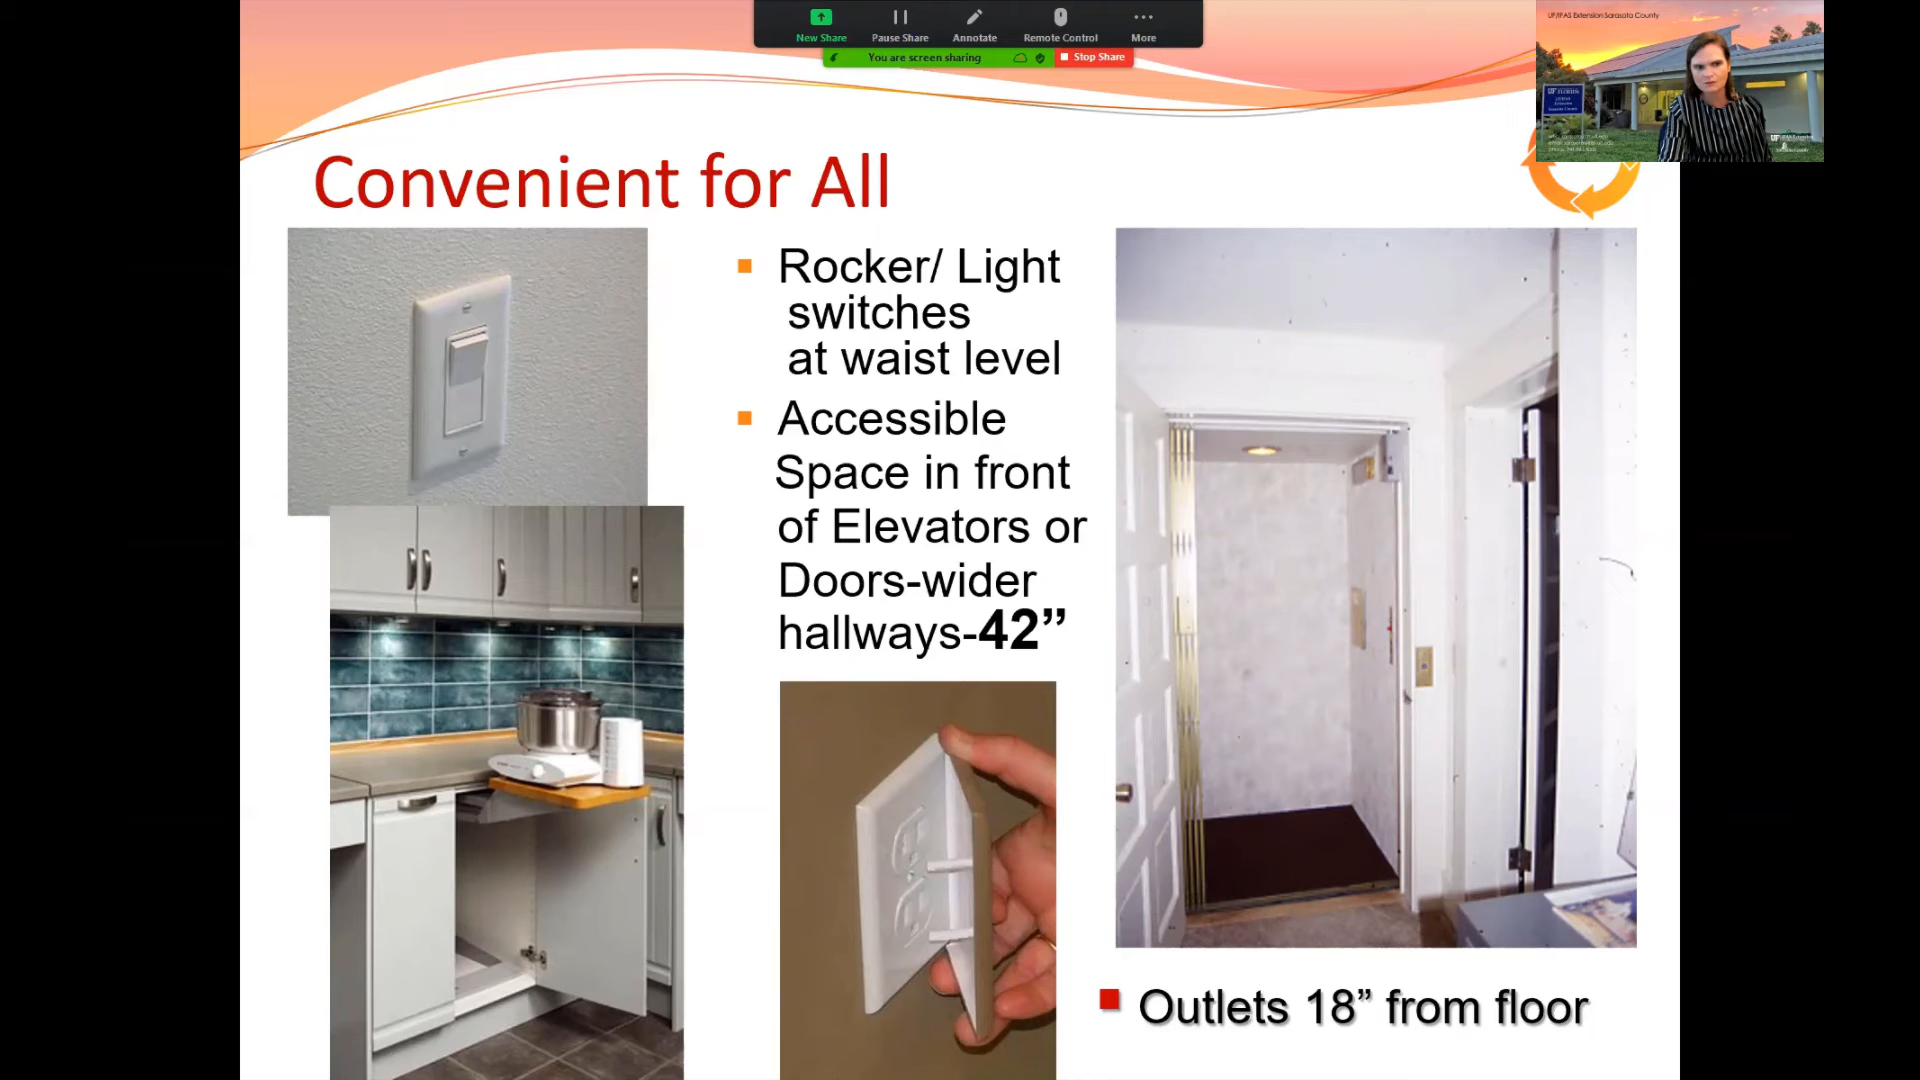 New Share
Pause Share
Annotate
Remote Control
More
You are screen sharing
Stop Share
UF/IFAS Extension Sarasota County
Convenient for All
Rocker/ Light
switches
at waist level
Accessible
Space in front
of Elevators or
Doors-wider
hallways-42”
Outlets 18” from floor